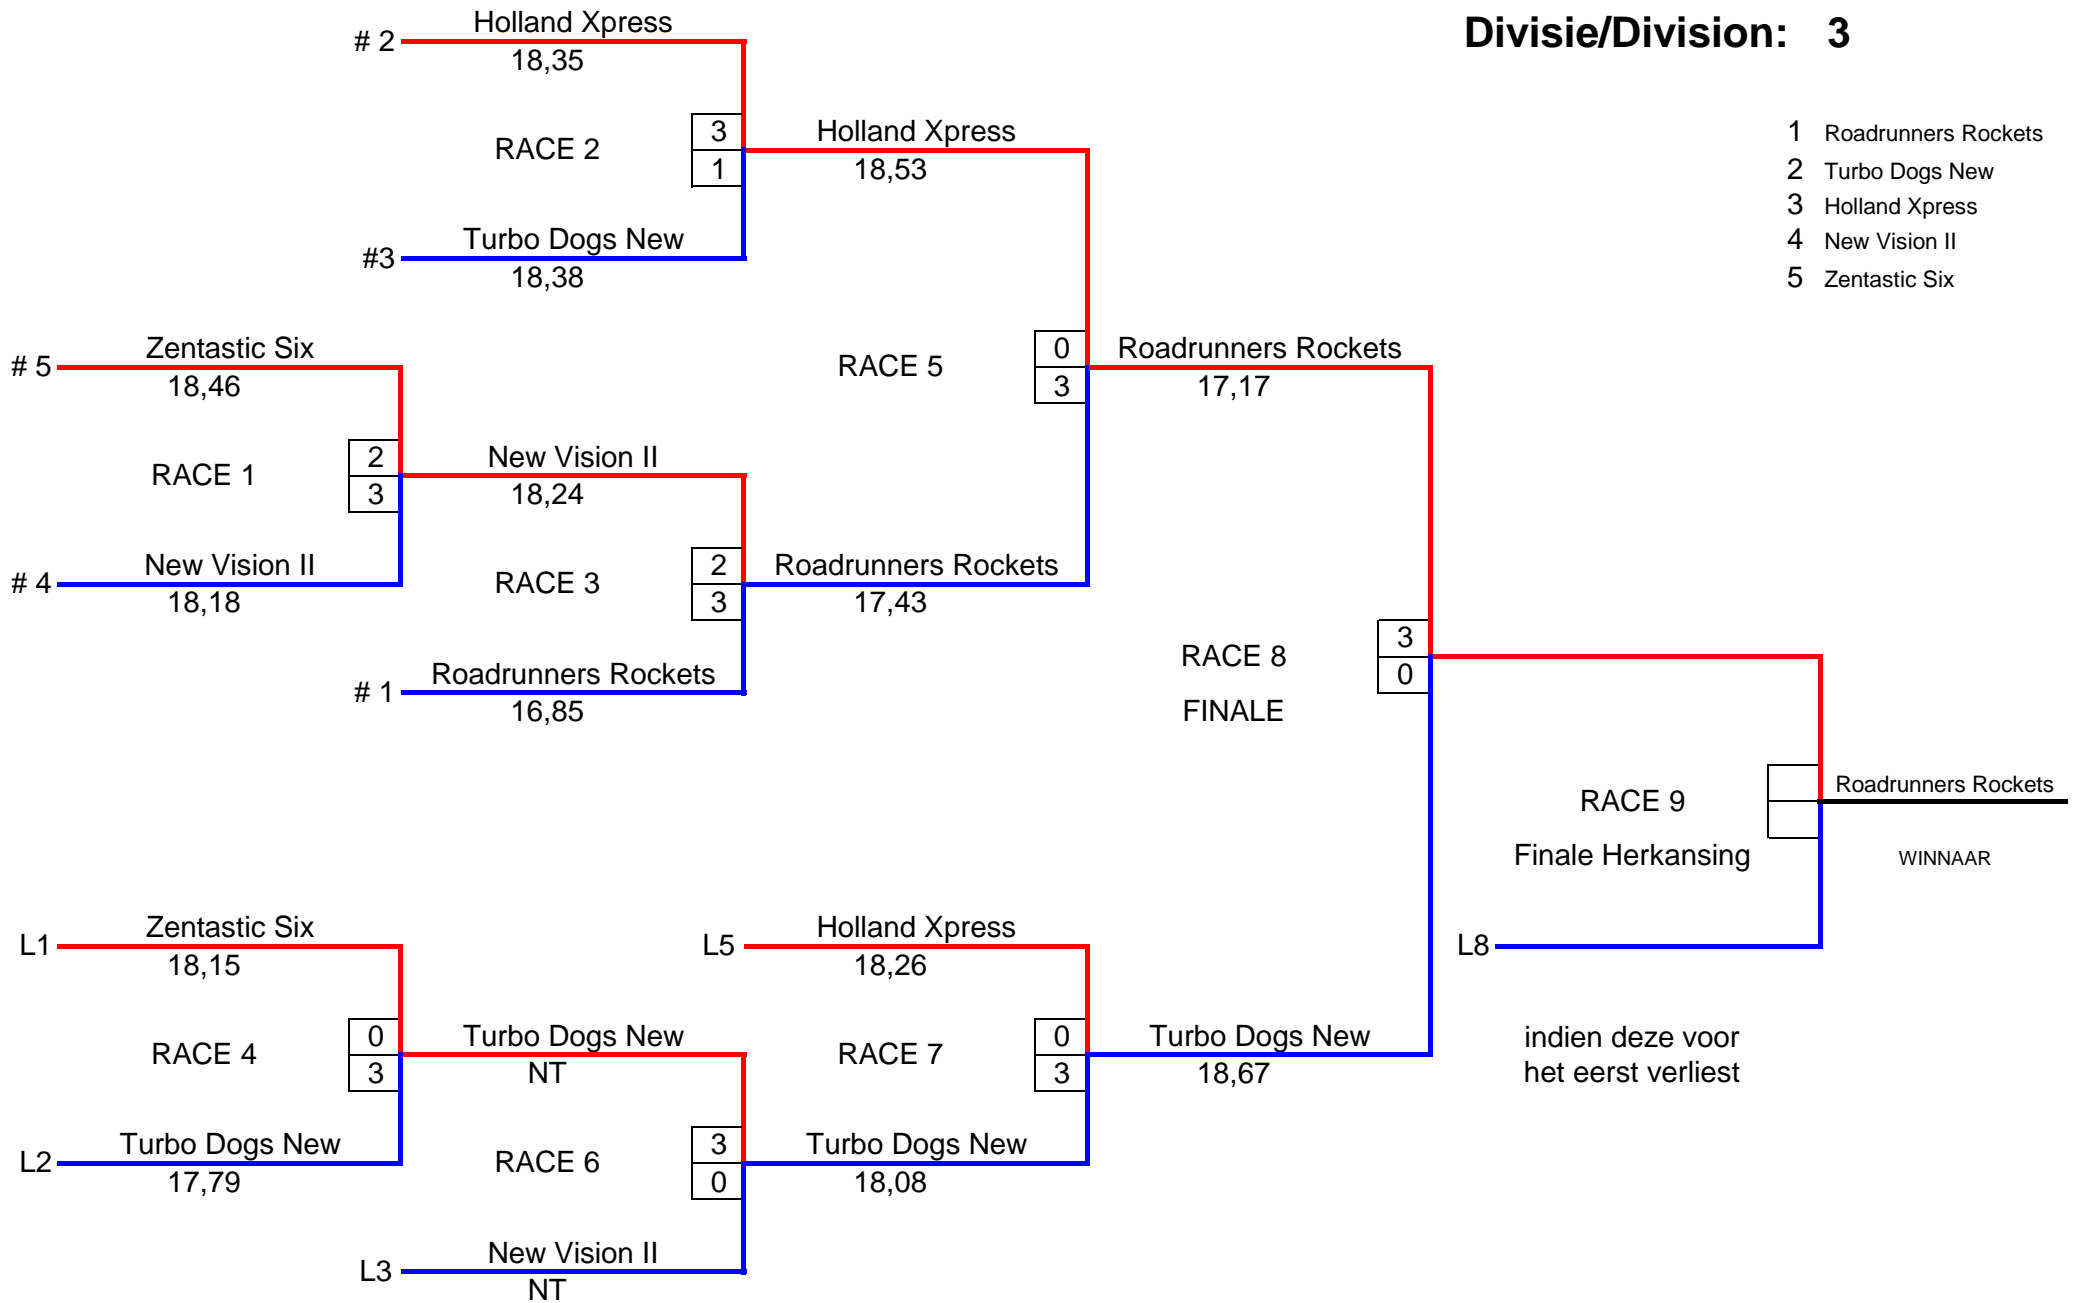 Divisie/Division: 3
1 Roadrunners Rockets
2 Turbo Dogs New
3 Holland Xpress
4 New Vision II
5 Zentastic Six
# 2
Holland Xpress
18,35
RACE 2
3
1
#3
Turbo Dogs New
18,38
Holland Xpress
18,53
# 5
Zentastic Six
18,46
RACE 1
2
3
# 4
New Vision II
18,18
New Vision II
18,24
RACE 3
2
3
# 1
Roadrunners Rockets
16,85
RACE 5
0
3
Roadrunners Rockets
17,43
Roadrunners Rockets
17,17
RACE 8
FINALE
3
0
RACE 9
Finale Herkansing
Roadrunners Rockets
WINNAAR
L8
indien deze voor
het eerst verliest
L1
Zentastic Six
18,15
RACE 4
0
3
L2
Turbo Dogs New
17,79
Turbo Dogs New
NT
RACE 6
3
0
L3
New Vision II
NT
L5
Holland Xpress
18,26
RACE 7
0
3
Turbo Dogs New
18,08
Turbo Dogs New
18,67